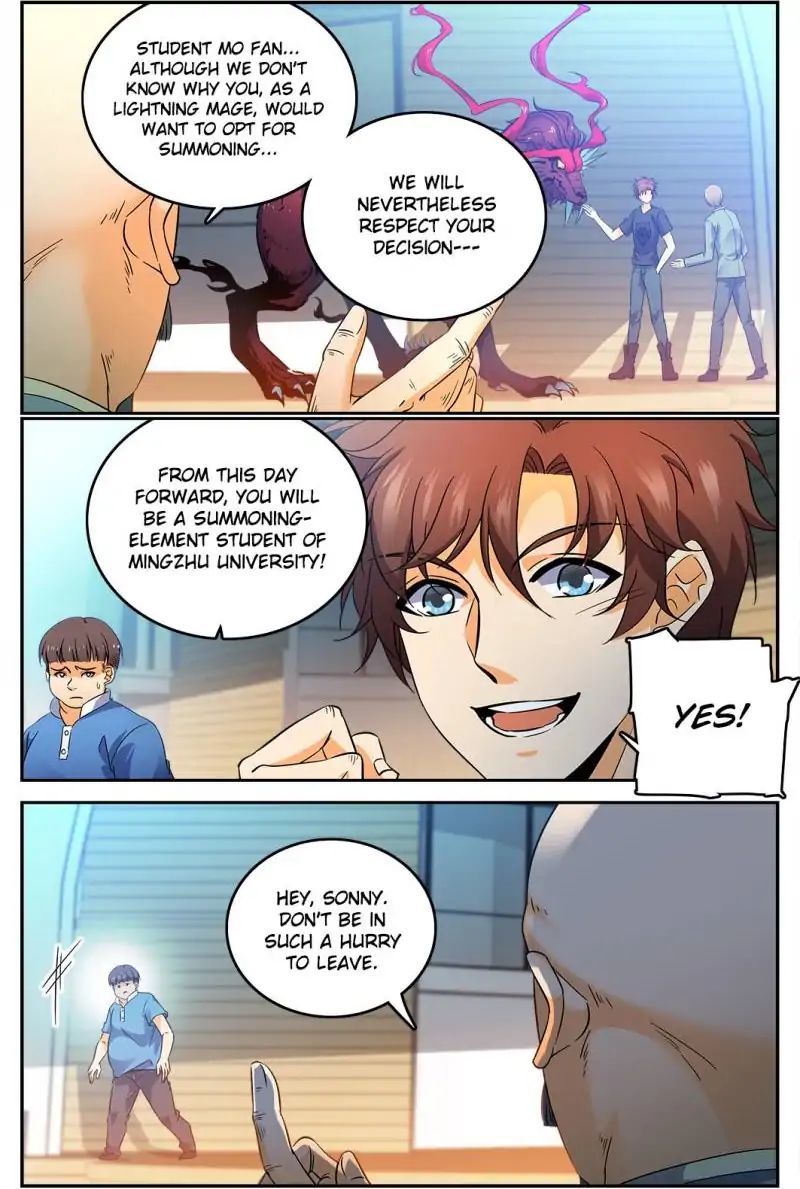 STUDENT MO FAN...
ALTHOUGH WE DON'T
KNOW WHY YOU, AS A
LIGHTNING MAGE, WOULD
WANT TO OPT FOR
SUMMONING...
WE WILL
NEVERTHELESS
RESPECT YOUR
DECISION---
FROM THIS DAY
FORWARD, YOU WILL
BE A SUMMONING-
ELEMENT STUDENT OF
MINGZHU UNIVERSITY!
YES!
HEY, SONNY.
DON'T BE IN
SUCH A HURRY
TO LEAVE.